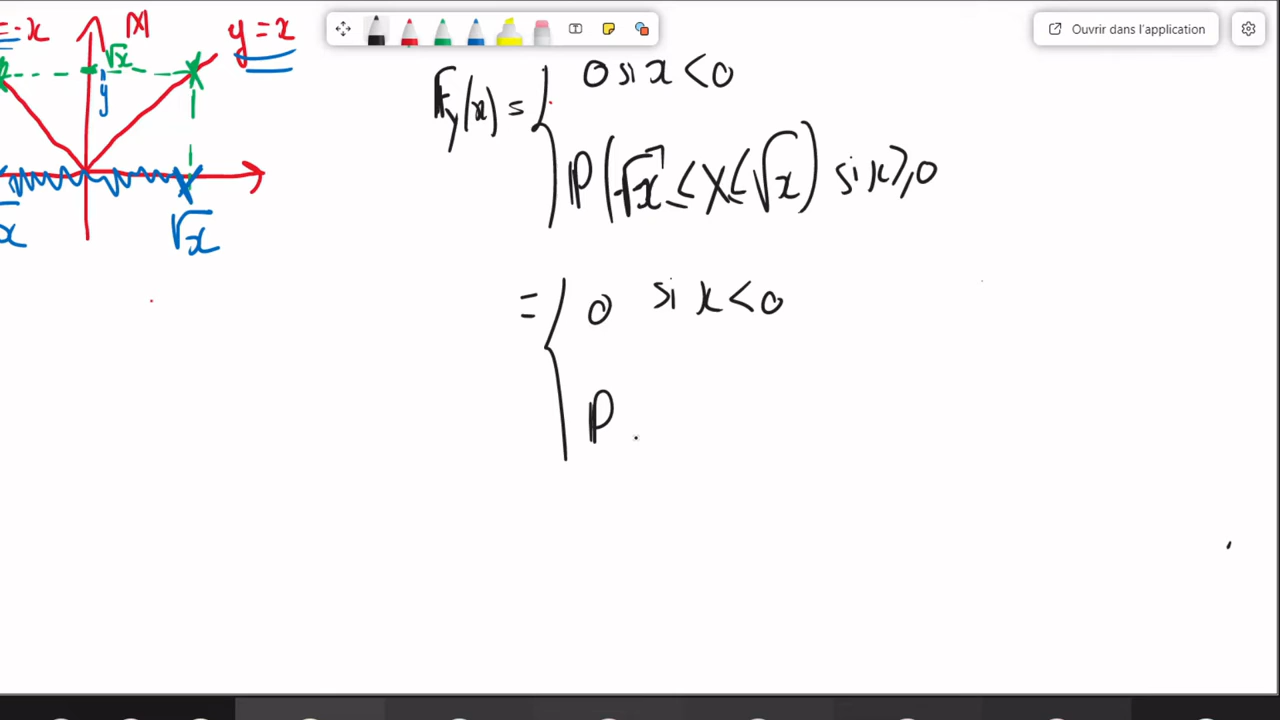 =-x |X| y = x
√x
y
√x
x
Ouvrir dans l'application
F_y(x) = { 0 si x < 0
P(-√x ≤ X ≤ √x) si x ≥ 0
= { 0 si x < 0
P